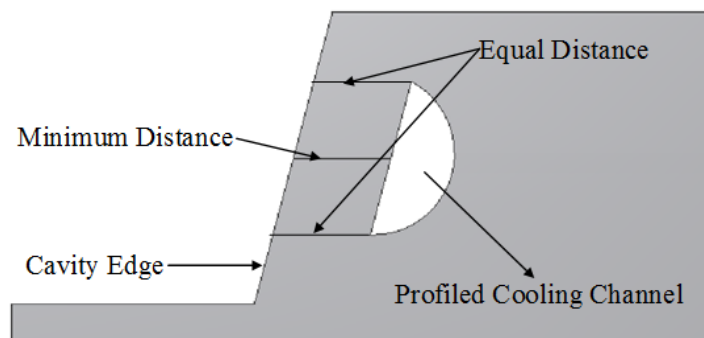 Equal Distance
Minimum Distance
Cavity Edge
Profiled Cooling Channel